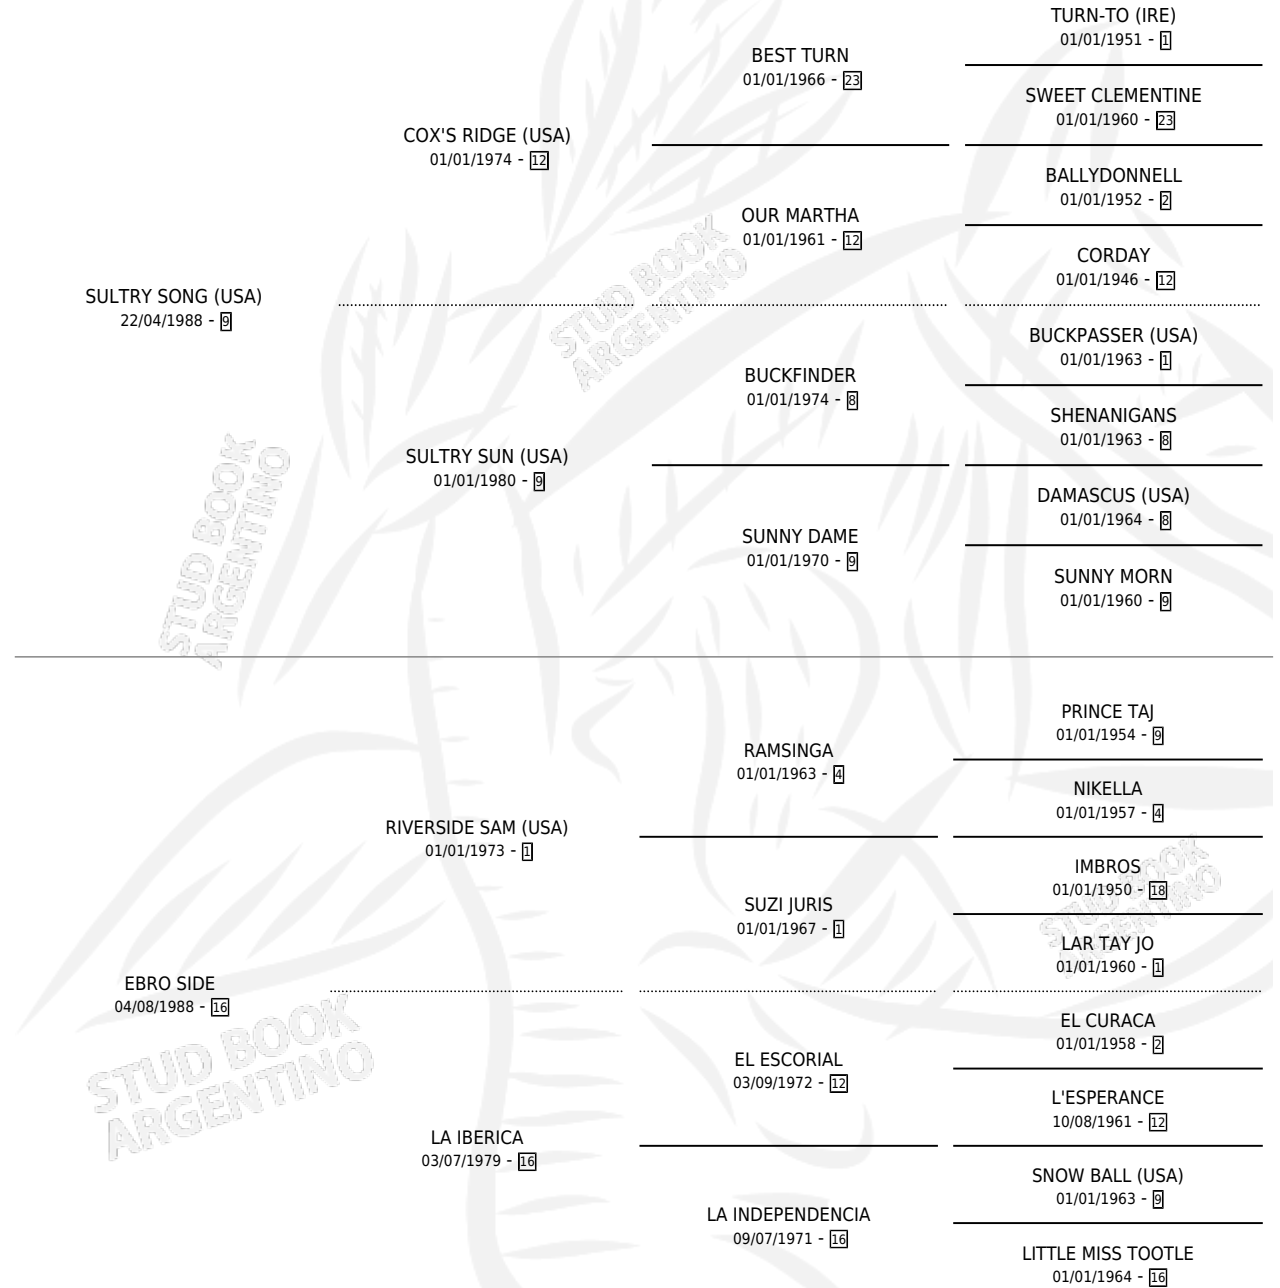 TURN-TO (IRE)
01/01/1951 - 1
BEST TURN
01/01/1966 - 23
SWEET CLEMENTINE
01/01/1960 - 23
COX'S RIDGE (USA)
01/01/1974 - 12
BALLYDONNELL
01/01/1952 - 2
OUR MARTHA
01/01/1961 - 12
CORDAY
01/01/1946 - 12
SULTRY SONG (USA)
22/04/1988 - 9
BUCKPASSER (USA)
01/01/1963 - 1
BUCKFINDER
01/01/1974 - 8
SHENANIGANS
01/01/1963 - 8
SULTRY SUN (USA)
01/01/1980 - 9
DAMASCUS (USA)
01/01/1964 - 8
SUNNY DAME
01/01/1970 - 9
SUNNY MORN
01/01/1960 - 9
PRINCE TAJ
01/01/1954 - 9
RAMSINGA
01/01/1963 - 4
NIKELLA
01/01/1957 - 4
RIVERSIDE SAM (USA)
01/01/1973 - 1
IMBROS
01/01/1950 - 18
SUZI JURIS
01/01/1967 - 1
LAR TAY JO
01/01/1960 - 1
EBRO SIDE
04/08/1988 - 16
EL CURACA
01/01/1958 - 2
EL ESCORIAL
03/09/1972 - 12
L'ESPERANCE
10/08/1961 - 12
LA IBERICA
03/07/1979 - 16
SNOW BALL (USA)
01/01/1963 - 9
LA INDEPENDENCIA
09/07/1971 - 16
LITTLE MISS TOOTLE
01/01/1964 - 16
STUD BOOK
ARGENTINO
STUD BOOK
ARGENTINO
STUD BOOK
ARGENTINO
STUD BOOK
ARGENTINO